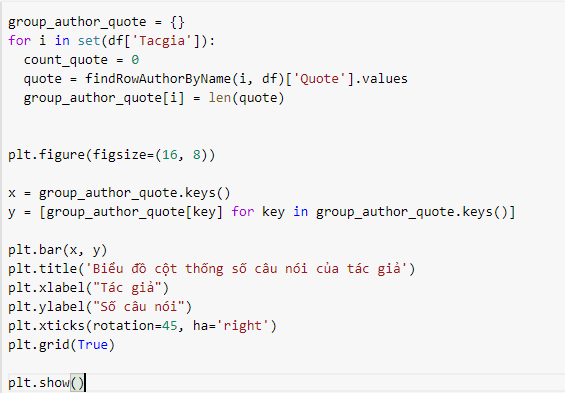 group_author_quote = {}
for i in set(df['Tacgia']):
  count_quote = 0
  quote = findRowAuthorByName(i, df)['Quote'].values
  group_author_quote[i] = len(quote)
plt.figure(figsize=(16, 8))
x = group_author_quote.keys()
y = [group_author_quote[key] for key in group_author_quote.keys()]
plt.bar(x, y)
plt.title('Biểu đồ cột thống số câu nói của tác giả')
plt.xlabel("Tác giả")
plt.ylabel("Số câu nói")
plt.xticks(rotation=45, ha='right')
plt.grid(True)
plt.show()